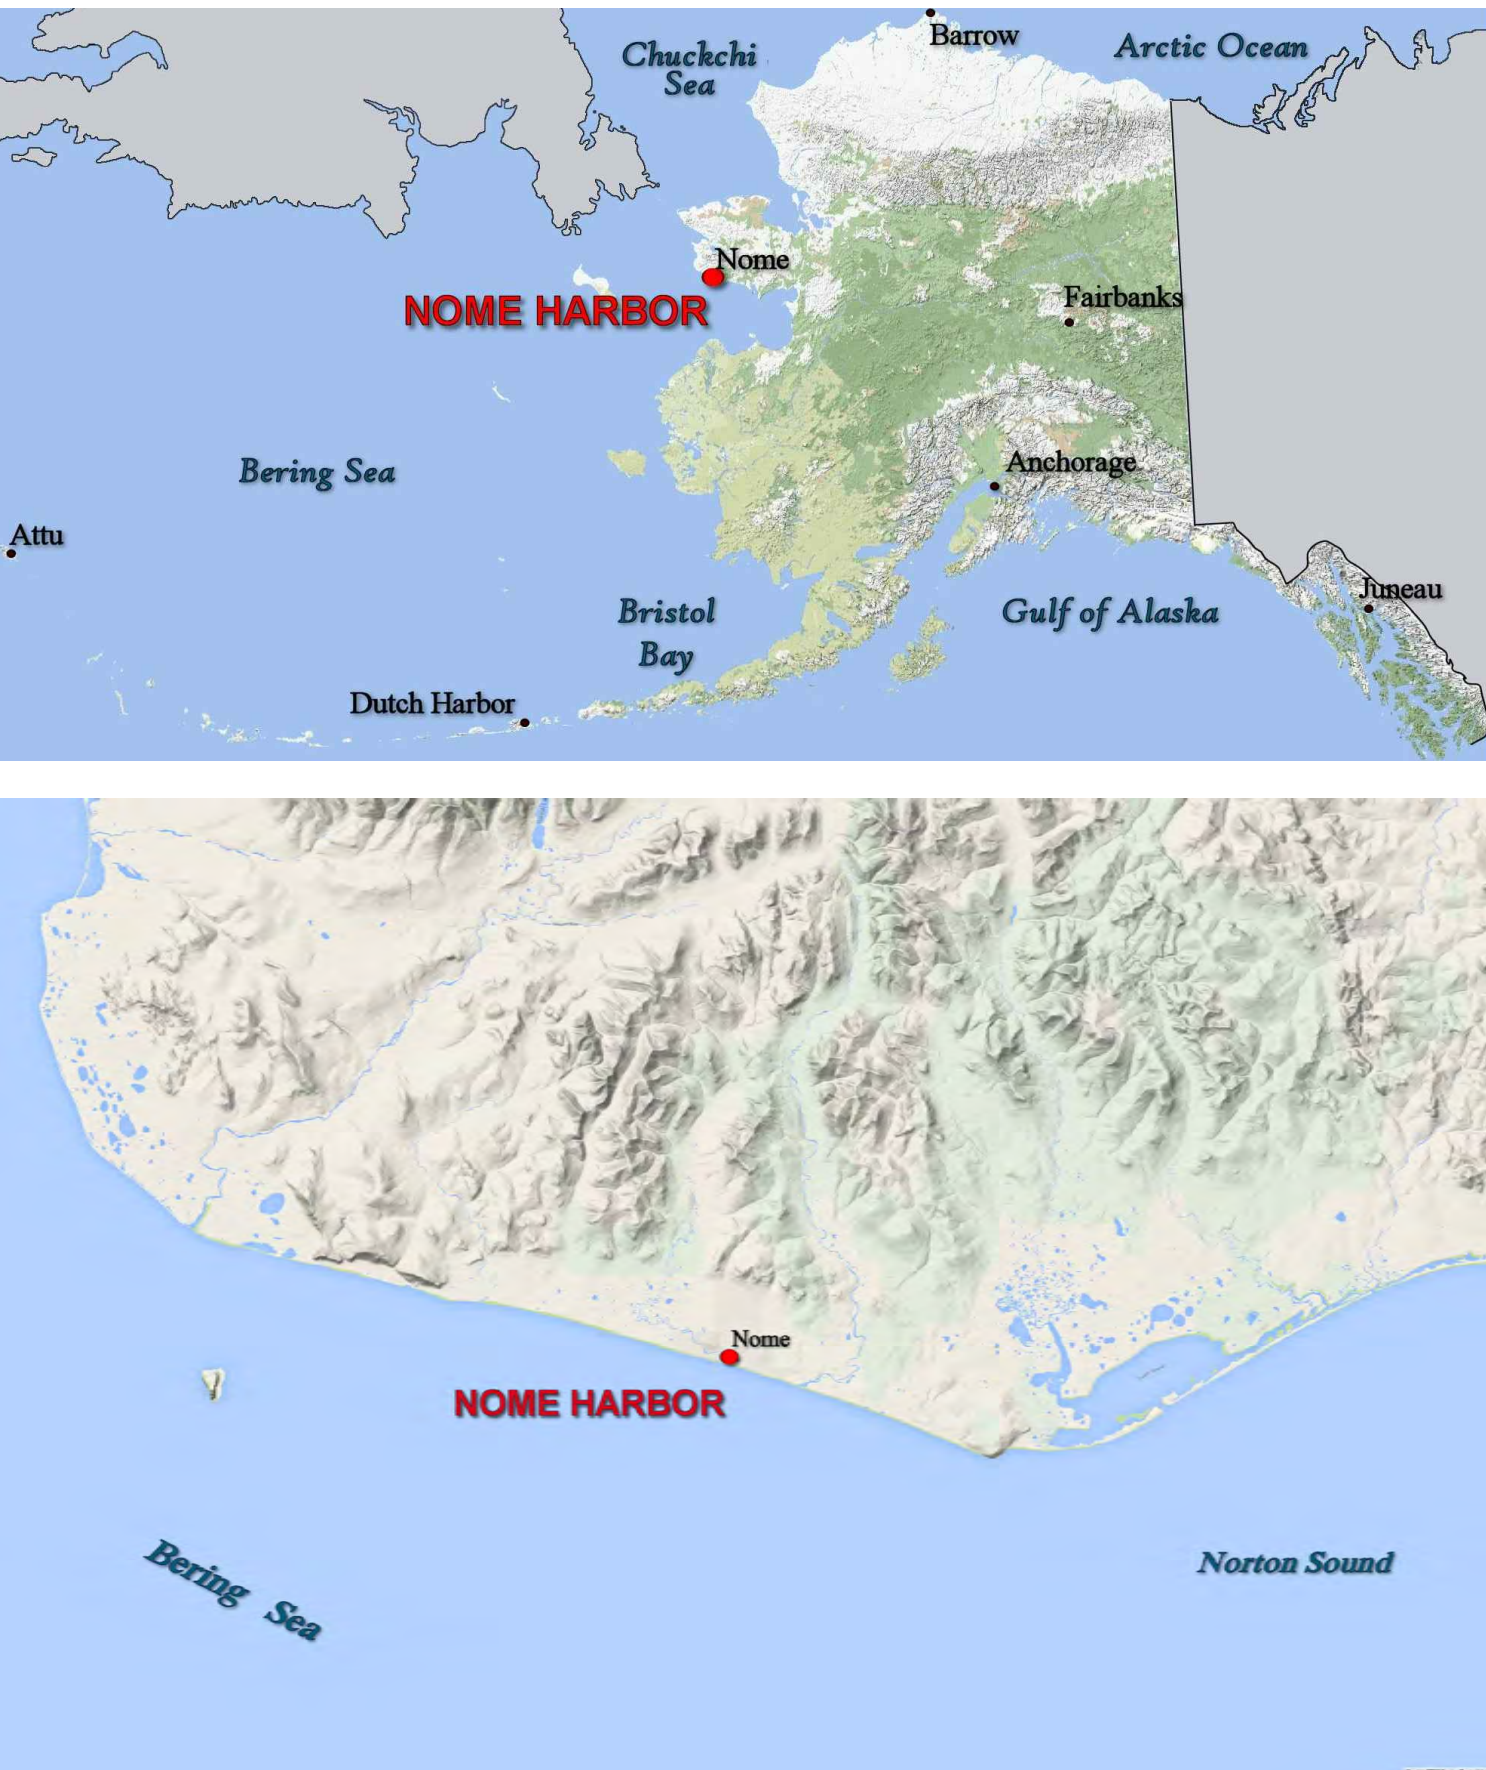 Barrow
Chuckchi
Sea
Arctic Ocean
Nome
NOME HARBOR
Fairbanks
Bering Sea
Anchorage
Attu
Juneau
Bristol
Bay
Gulf of Alaska
Dutch Harbor
Nome
NOME HARBOR
Bering Sea
Norton Sound